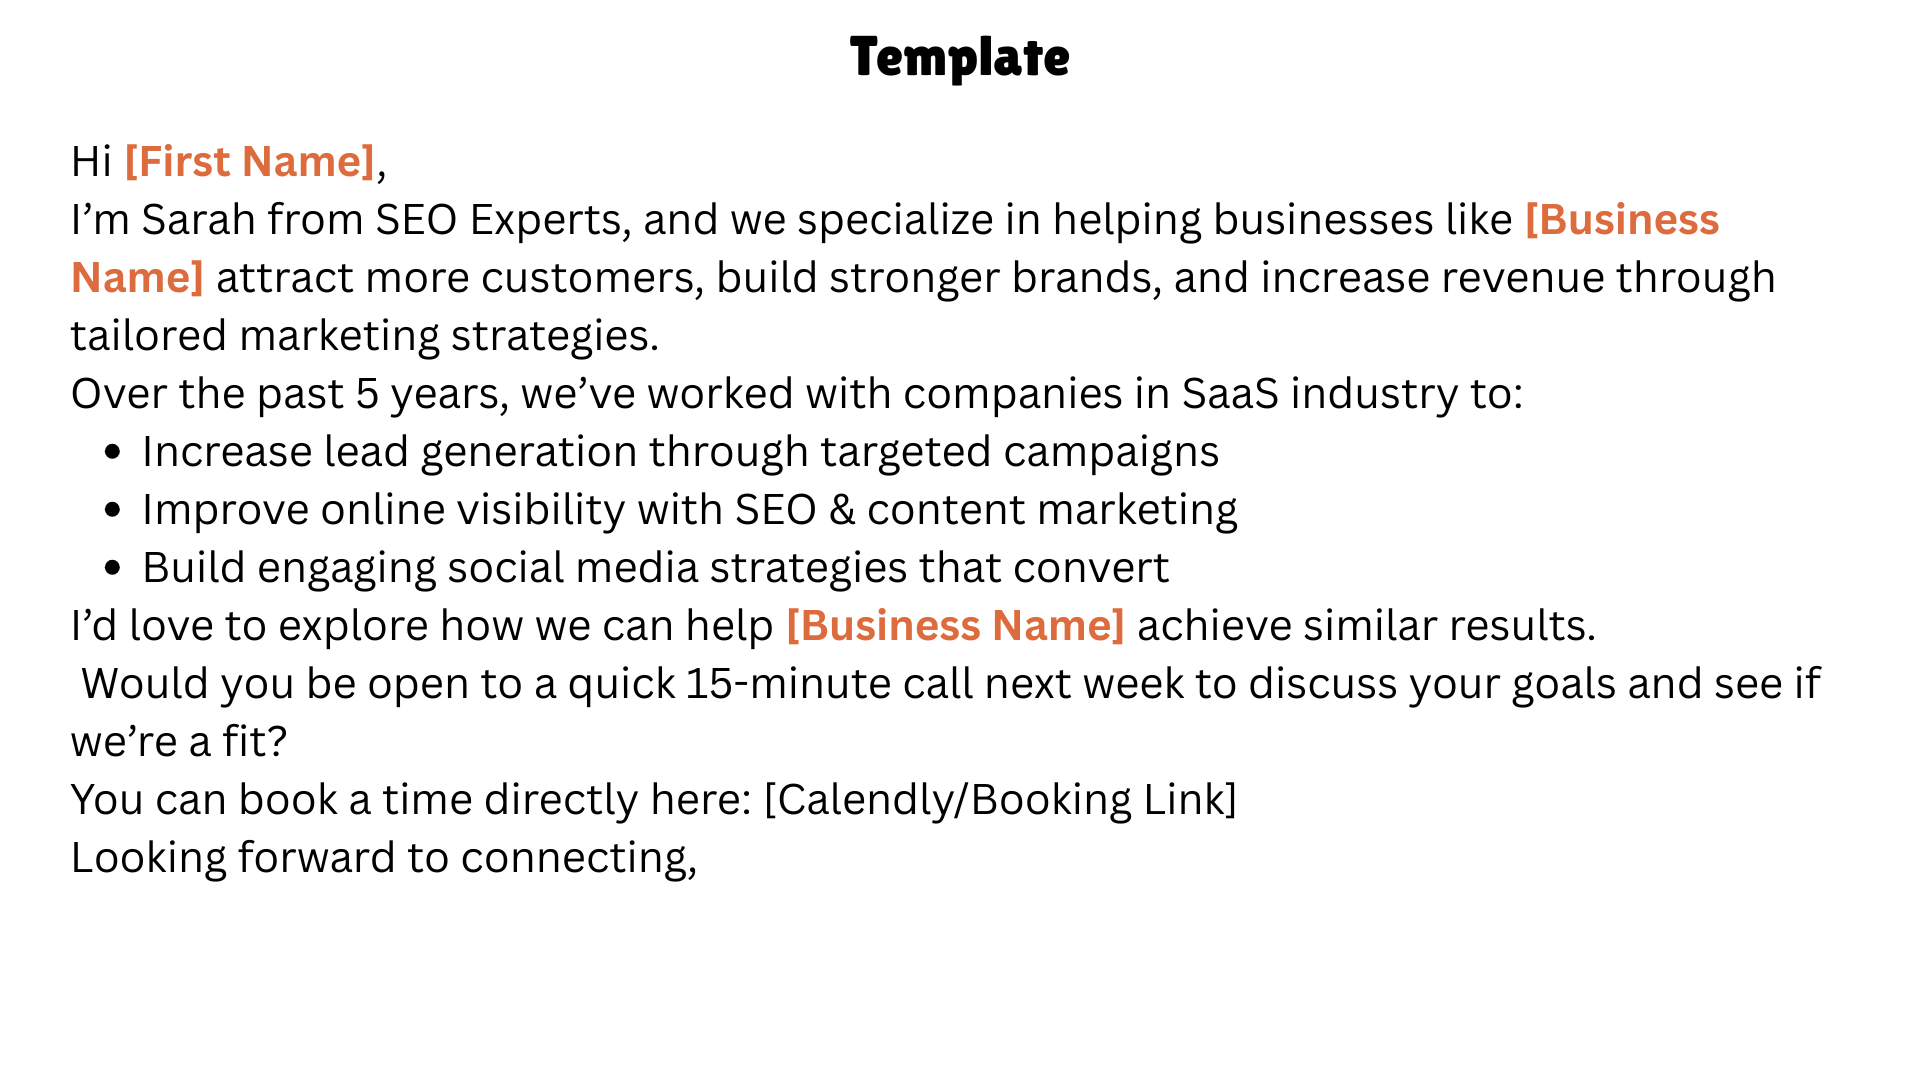 Template
Hi [First Name],
I’m Sarah from SEO Experts, and we specialize in helping businesses like [Business
Name] attract more customers, build stronger brands, and increase revenue through
tailored marketing strategies.
Over the past 5 years, we’ve worked with companies in SaaS industry to:
• Increase lead generation through targeted campaigns
• Improve online visibility with SEO & content marketing
• Build engaging social media strategies that convert
I’d love to explore how we can help [Business Name] achieve similar results.
Would you be open to a quick 15-minute call next week to discuss your goals and see if
we’re a fit?
You can book a time directly here: [Calendly/Booking Link]
Looking forward to connecting,